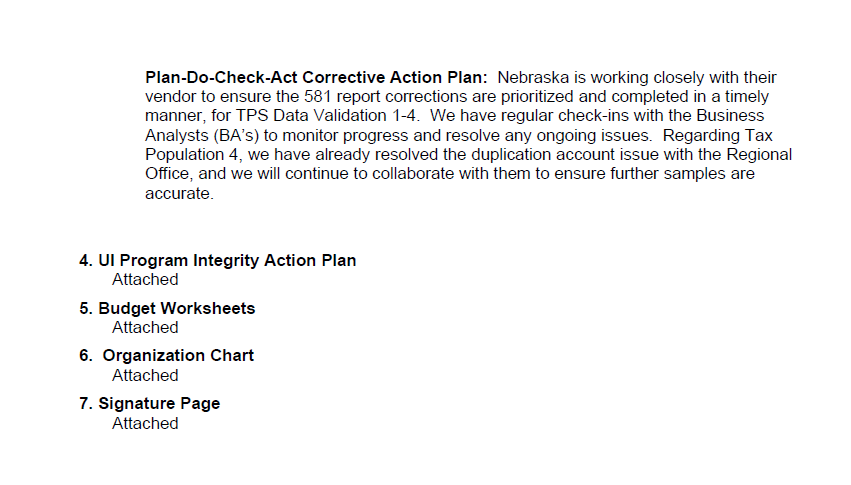 Plan-Do-Check-Act Corrective Action Plan:  Nebraska is working closely with their
vendor to ensure the 581 report corrections are prioritized and completed in a timely
manner, for TPS Data Validation 1-4.  We have regular check-ins with the Business
Analysts (BA's) to monitor progress and resolve any ongoing issues.  Regarding Tax
Population 4, we have already resolved the duplication account issue with the Regional
Office, and we will continue to collaborate with them to ensure further samples are
accurate.
4. UI Program Integrity Action Plan
Attached
5. Budget Worksheets
Attached
6.  Organization Chart
Attached
7. Signature Page
Attached